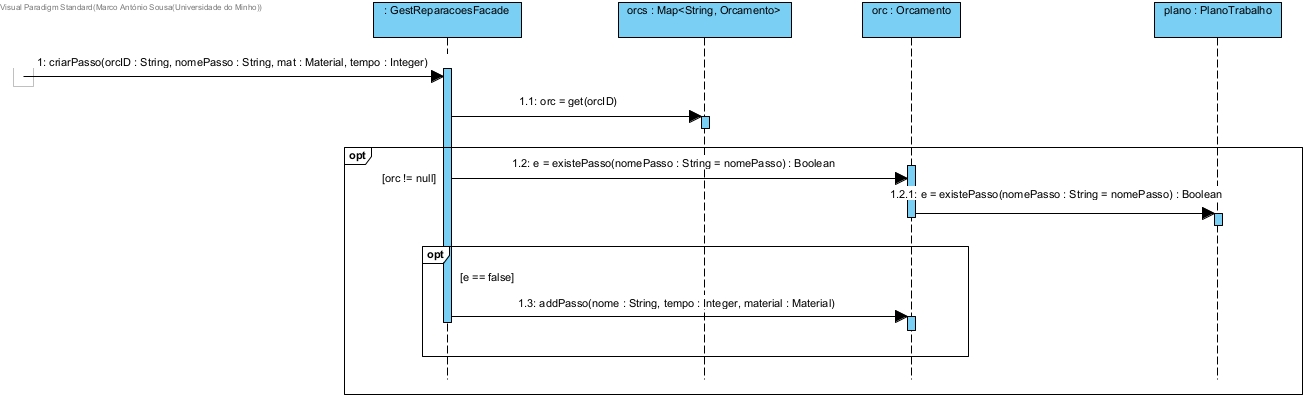 Visual Paradigm Standard(Marco António Sousa(Universidade do Minho))
: GestReparacoesFacade
orcs : Map<String, Orcamento>
orc : Orcamento
plano : PlanoTrabalho
1: criarPasso(orcID : String, nomePasso : String, mat : Material, tempo : Integer)
1.1: orc = get(orcID)
opt
[orc != null]
1.2: e = existePasso(nomePasso : String = nomePasso) : Boolean
1.2.1: e = existePasso(nomePasso : String = nomePasso) : Boolean
opt
[e == false]
1.3: addPasso(nome : String, tempo : Integer, material : Material)